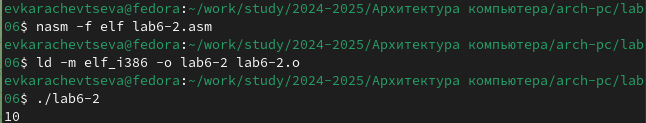 evkarachevtseva@fedora:~/work/study/2024-2025/Архитектура компьютера/arch-pc/lab
06$ nasm -f elf lab6-2.asm
evkarachevtseva@fedora:~/work/study/2024-2025/Архитектура компьютера/arch-pc/lab
06$ ld -m elf_i386 -o lab6-2 lab6-2.o
evkarachevtseva@fedora:~/work/study/2024-2025/Архитектура компьютера/arch-pc/lab
06$ ./lab6-2
10